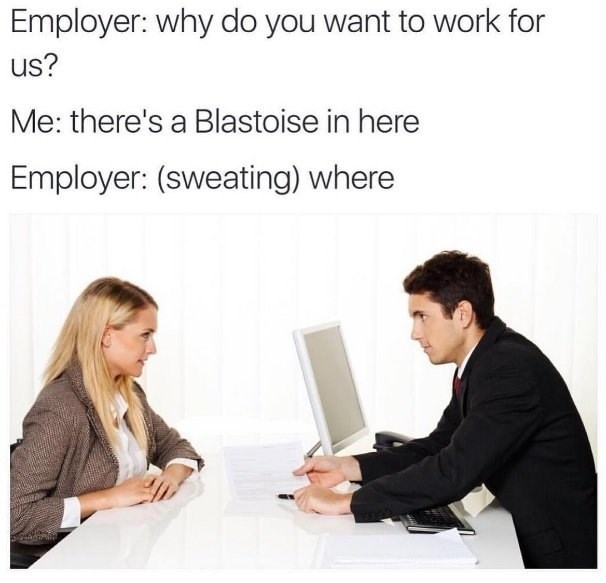 Employer: why do you want to work for
us?
Me: there's a Blastoise in here
Employer: (sweating) where